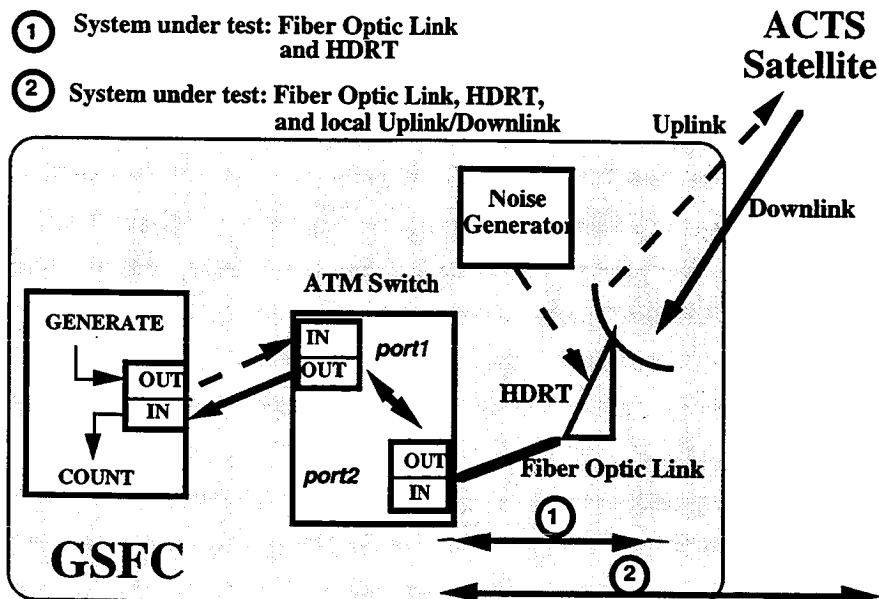 1 System under test: Fiber Optic Link
and HDRT
2 System under test: Fiber Optic Link, HDRT,
and local Uplink/Downlink
ACTS
Satellite
Uplink
Downlink
Noise
Generator
ATM Switch
GENERATE
OUT
IN
COUNT
IN
OUT
port1
port2
OUT
IN
HDRT
Fiber Optic Link
1
GSFC
2